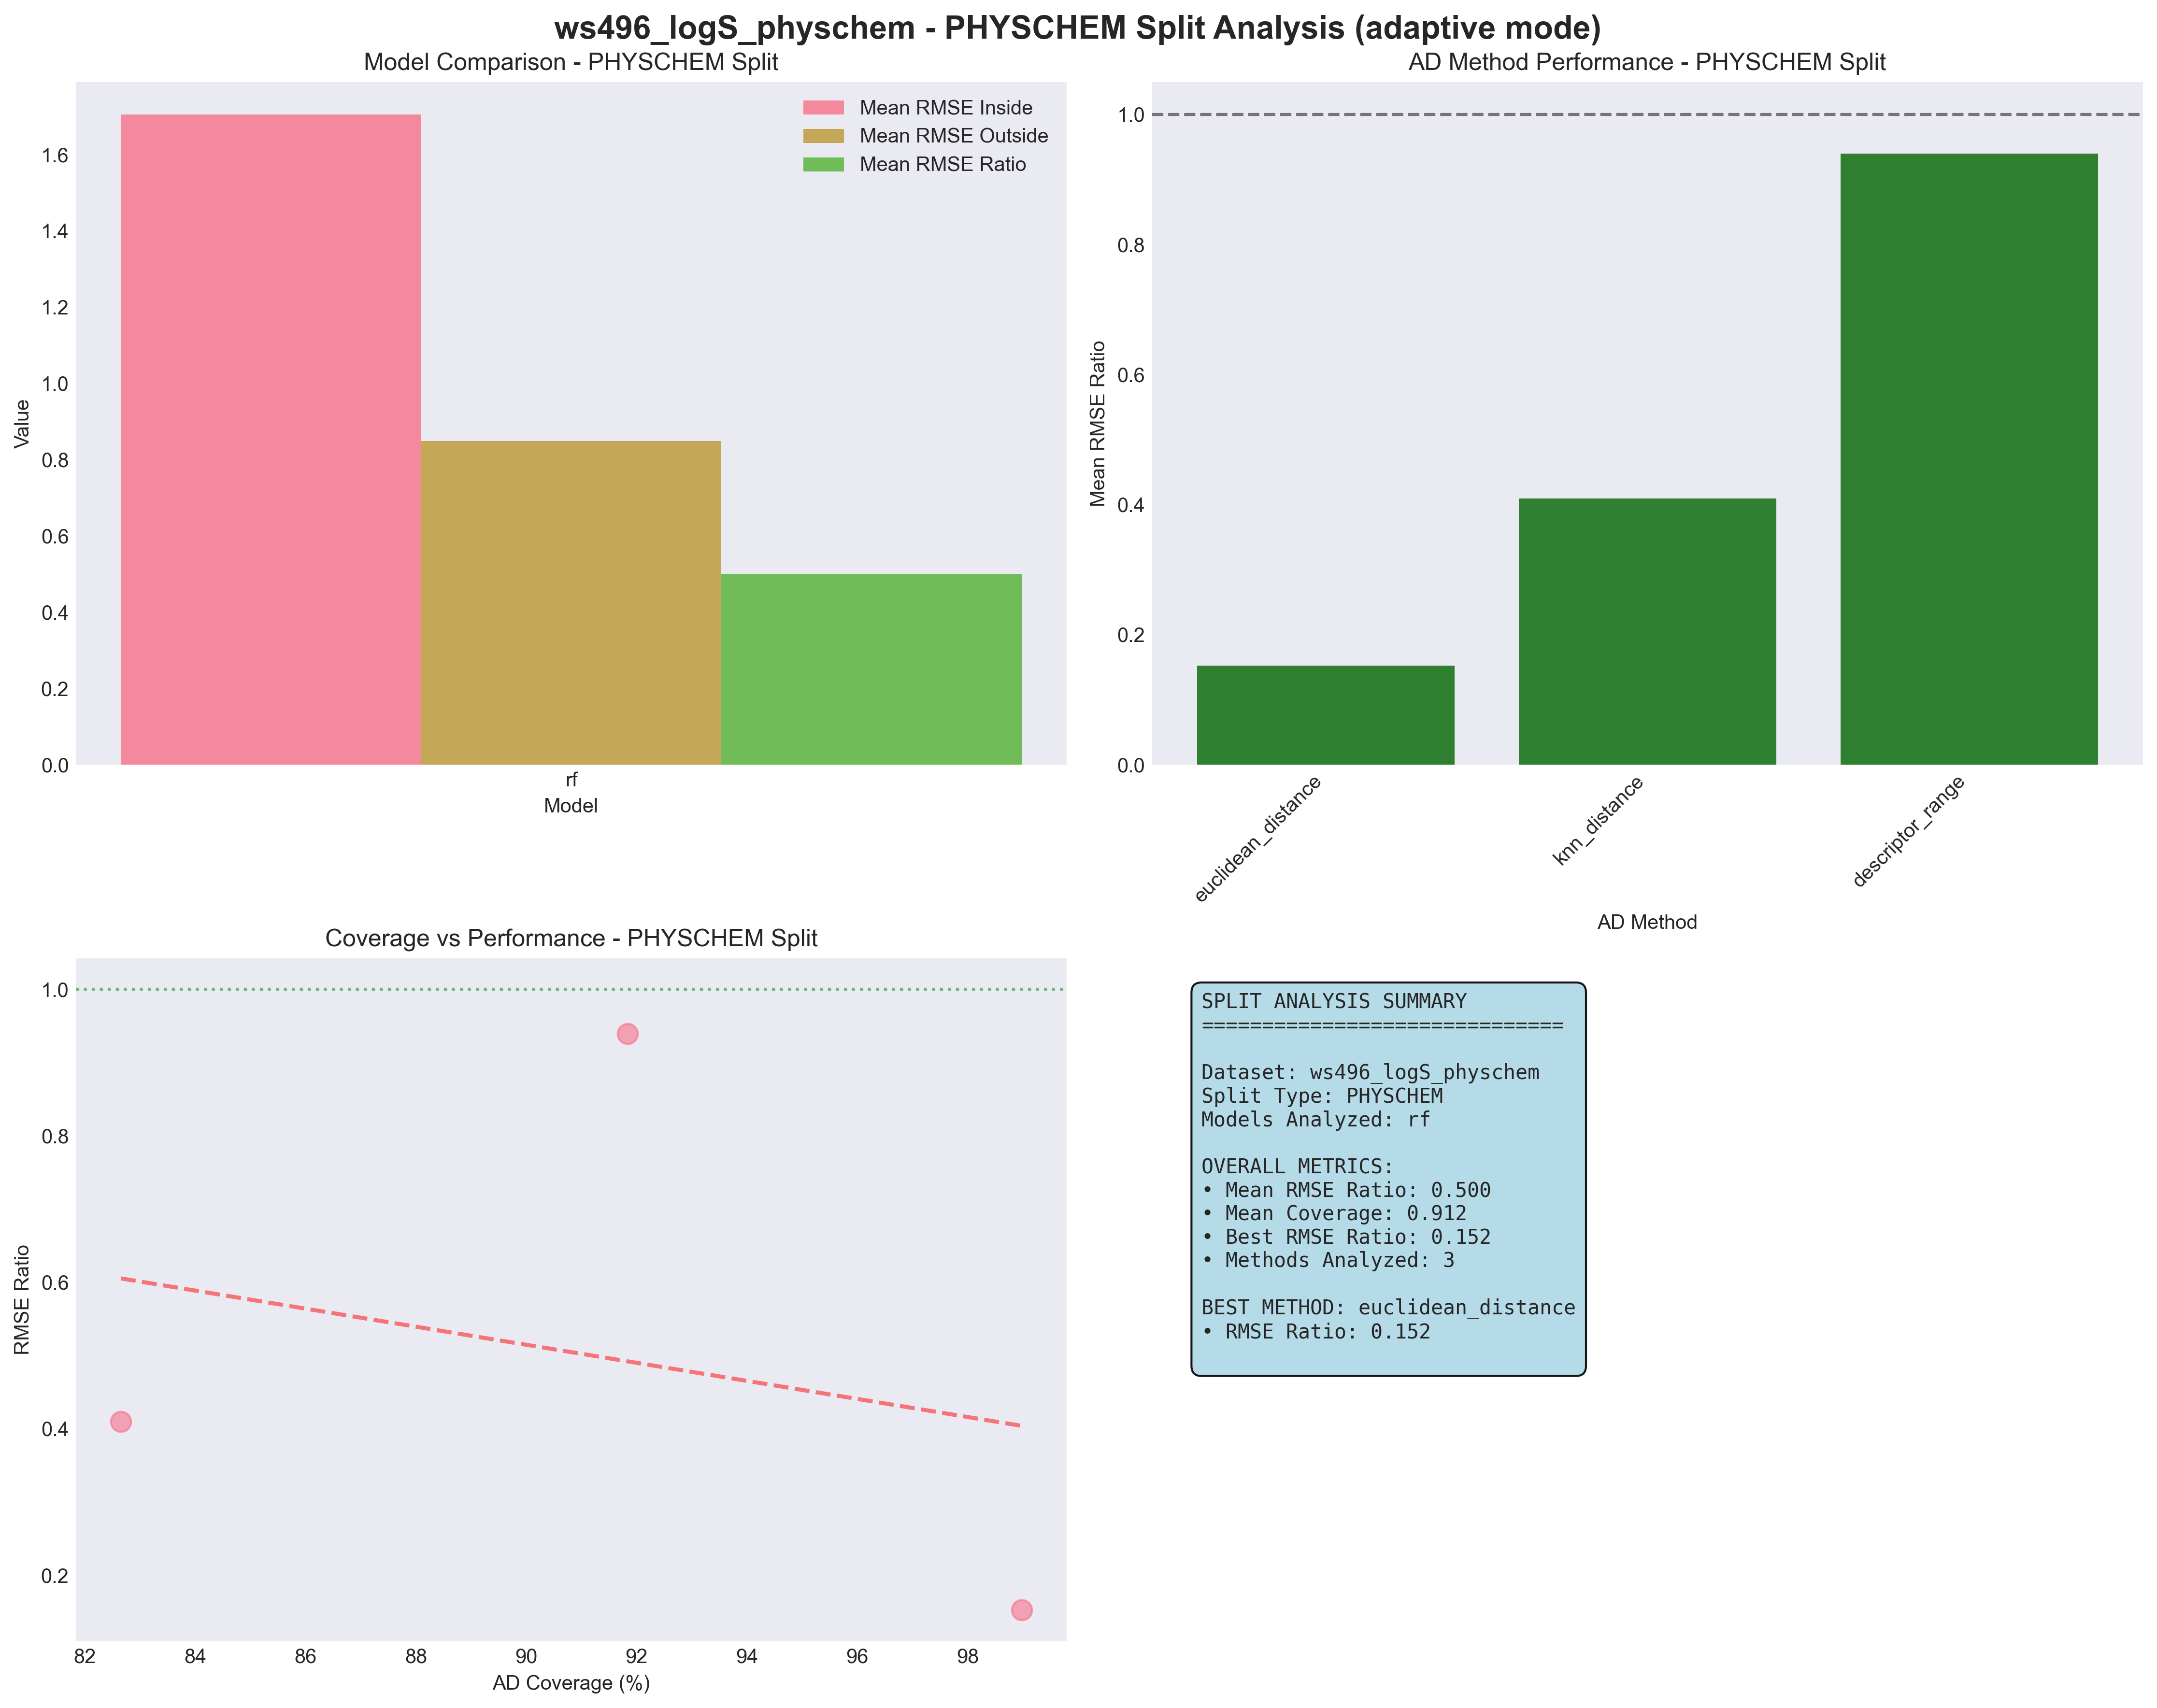 ws496_logS_physchem - PHYSCHEM Split Analysis (adaptive mode)
Model Comparison - PHYSCHEM Split
Mean RMSE Inside
Mean RMSE Outside
Mean RMSE Ratio
1.6
1.4
1.2
1.0
0.8
0.6
0.4
0.2
0.0
Value
rf
Model
AD Method Performance - PHYSCHEM Split
1.0
0.8
0.6
0.4
0.2
0.0
Mean RMSE Ratio
euclidean_distance
knn_distance
descriptor_range
AD Method
Coverage vs Performance - PHYSCHEM Split
1.0
0.8
0.6
0.4
0.2
RMSE Ratio
82 84 86 88 90 92 94 96 98
AD Coverage (%)
SPLIT ANALYSIS SUMMARY
==============================
Dataset: ws496_logS_physchem
Split Type: PHYSCHEM
Models Analyzed: rf
OVERALL METRICS:
• Mean RMSE Ratio: 0.500
• Mean Coverage: 0.912
• Best RMSE Ratio: 0.152
• Methods Analyzed: 3
BEST METHOD: euclidean_distance
• RMSE Ratio: 0.152